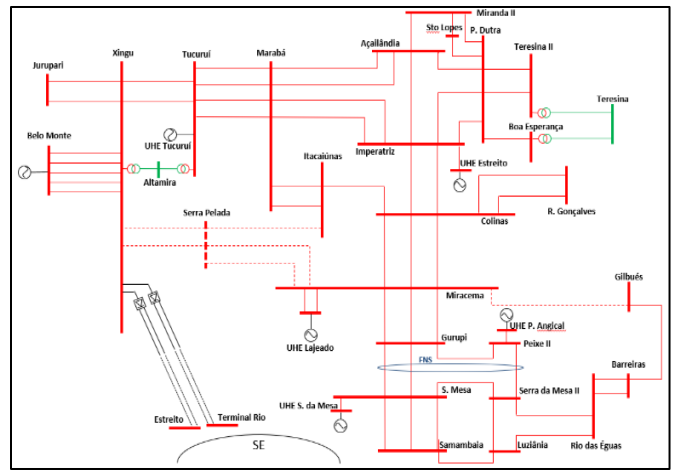 Miranda II
Sto Lopes
P. Dutra
Xingu
Tucuruí
Marabá
Açailândia
Teresina II
Jurupari
Teresina
Belo Monte
Boa Esperança
UHE Tucuruí
Imperatriz
Itacaiúnas
UHE Estreito
Altamira
Serra Pelada
Colinas
R. Gonçalves
Gilbués
Miracema
UHE P. Angical
UHE Lajeado
Gurupi
Peixe II
FNS
Barreiras
UHE S. da Mesa
S. Mesa
Serra da Mesa II
Estreito
Terminal Rio
SE
Samambaia
Luziânia
Rio das Éguas